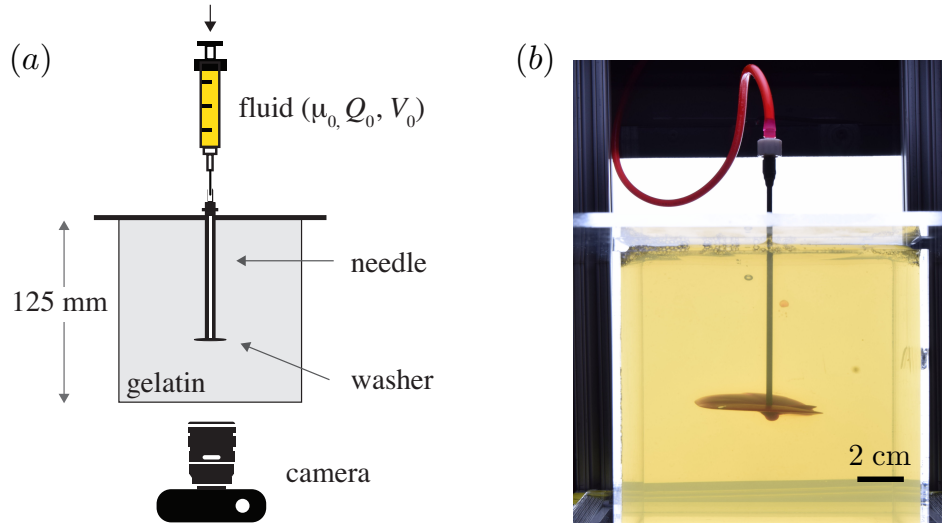 (a)
fluid (μ0, Q0, V0)
needle
125 mm
washer
gelatin
camera
(b)
2 cm